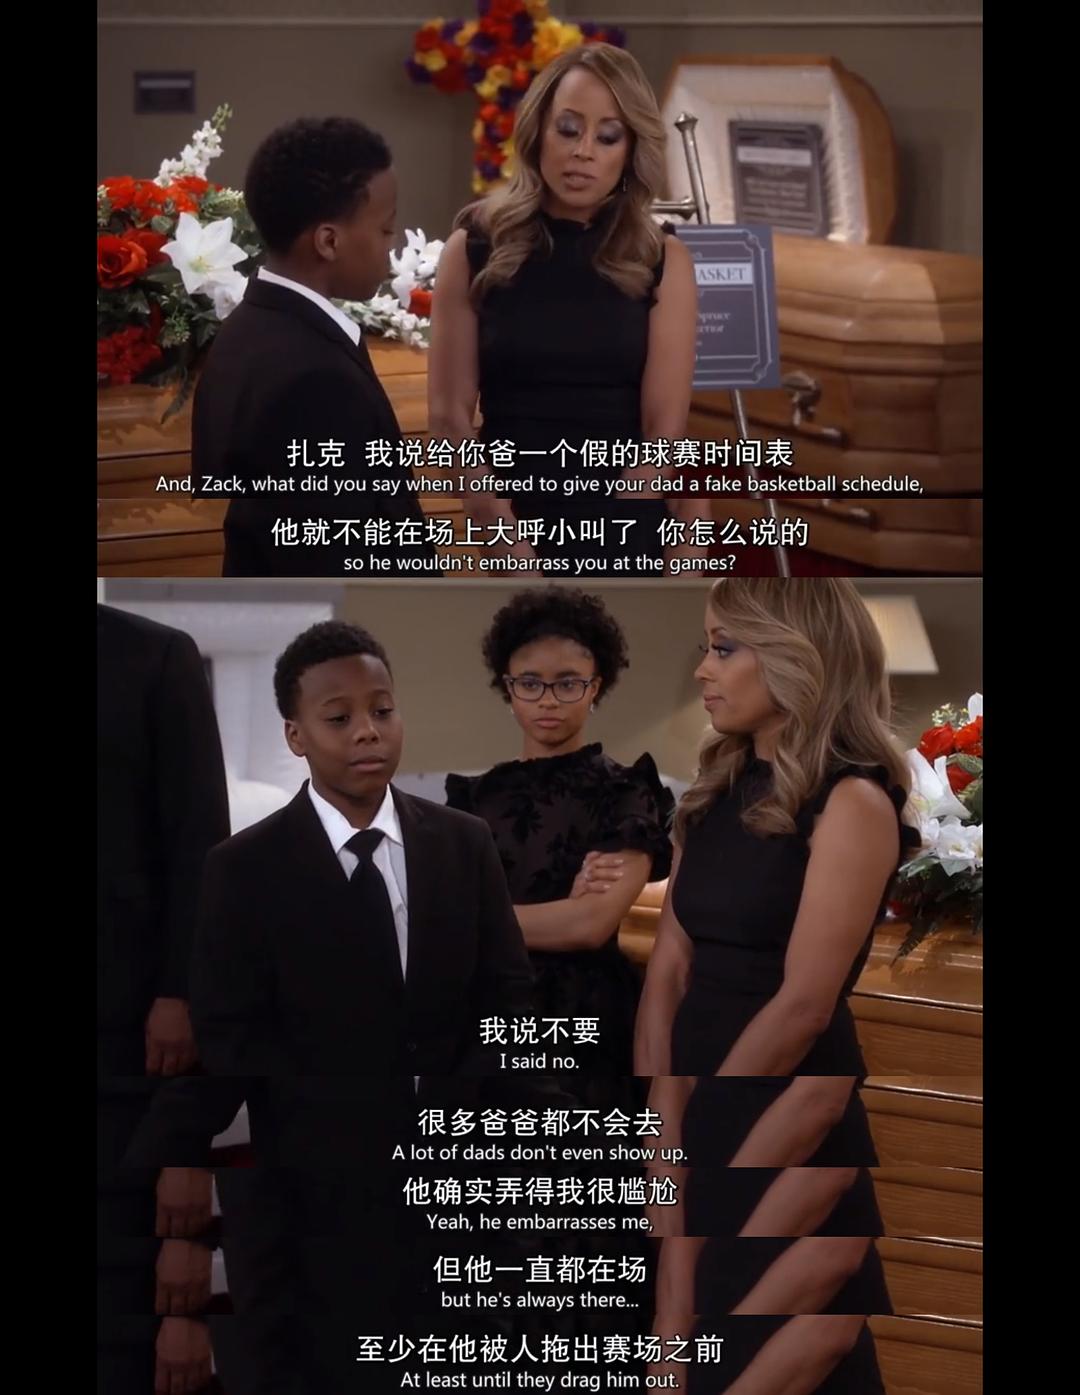 ASKET
Spruce
扎克 我说给你爸一个假的球赛时间表
And, Zack, what did you say when I offered to give your dad a fake basketball schedule,
他就不能在场上大呼小叫了 你怎么说的
so he wouldn't embarrass you at the games?
我说不要
I said no.
很多爸爸都不会去
A lot of dads don't even show up.
他确实弄得我很尴尬
Yeah, he embarrasses me,
但他一直都在场
but he's always there...
至少在他被人拖出赛场之前
At least until they drag him out.